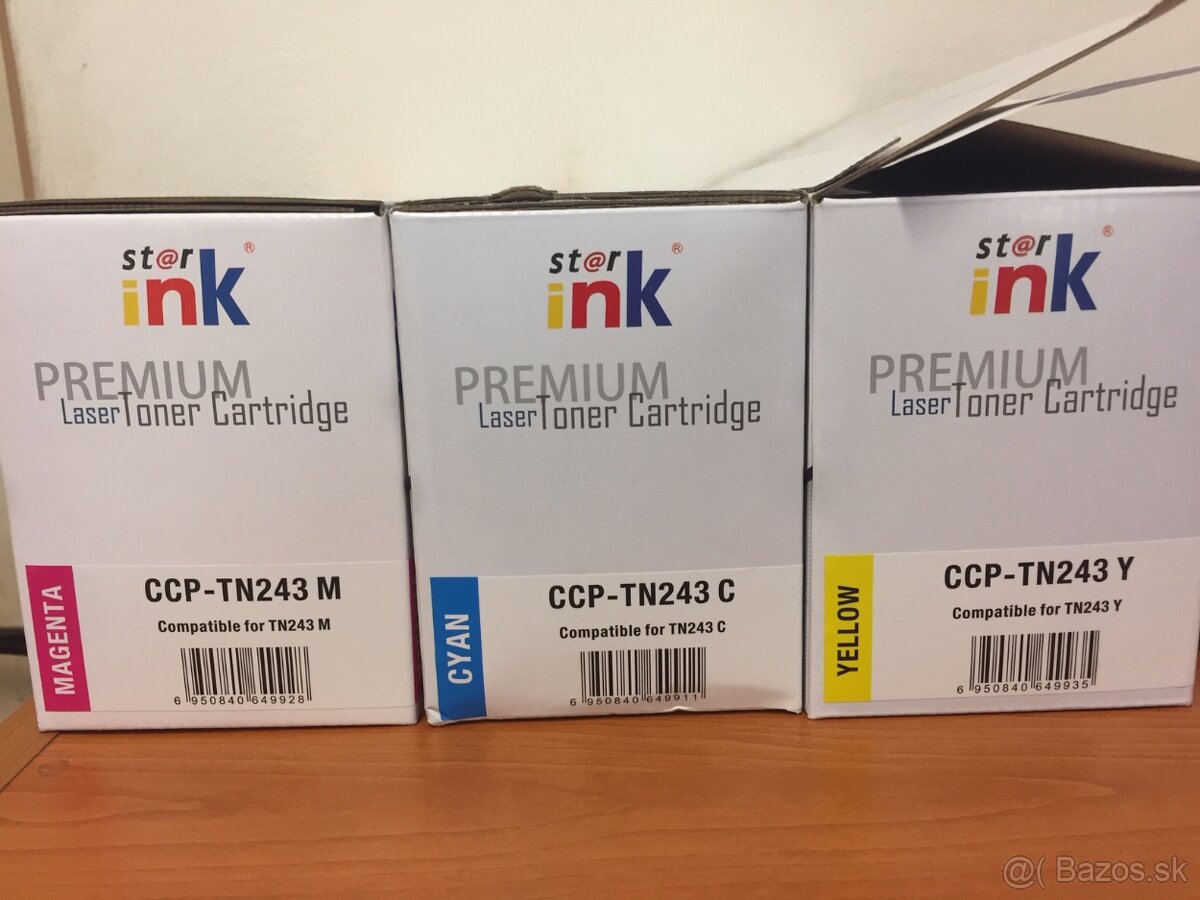 st@r
ink®
PREMIUM
Laser Toner Cartridge
MAGENTA
CCP-TN243 M
Compatible for TN243 M
6 950840 649928
st@r
ink®
PREMIUM
Laser Toner Cartridge
CYAN
CCP-TN243 C
Compatible for TN243 C
6 950840 649911
st@r
ink®
PREMIUM
Laser Toner Cartridge
YELLOW
CCP-TN243 Y
Compatible for TN243 Y
6 950840 649935
@( Bazos.sk